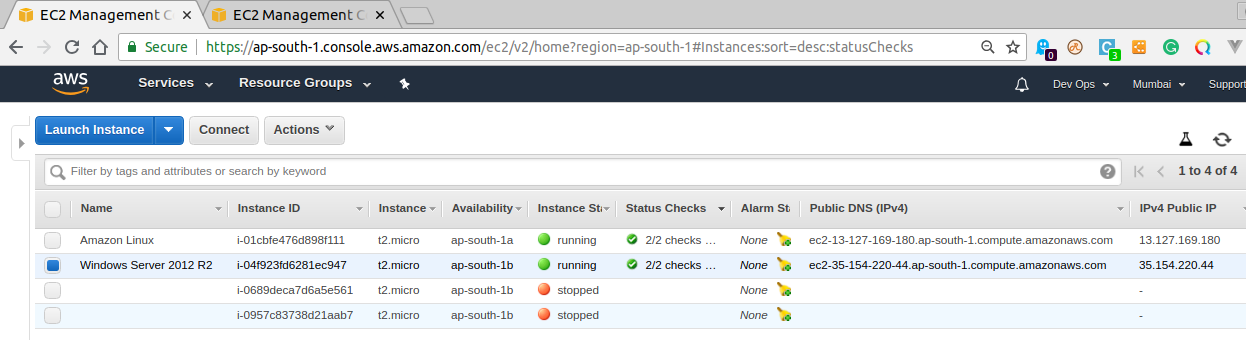 EC2 Management C EC2 Management C
Secure https://ap-south-1.console.aws.amazon.com/ec2/v2/home?region=ap-south-1#Instances:sort=desc:statusChecks 0 3
aws Services Resource Groups Dev Ops Mumbai Support
Launch Instance Connect Actions
Filter by tags and attributes or search by keyword ? 1 to 4 of 4
Name Instance ID Instance Availability Instance St Status Checks Alarm St Public DNS (IPv4) IPv4 Public IP
Amazon Linux i-01cbfe476d898f111 t2.micro ap-south-1a running 2/2 checks … None ec2-13-127-169-180.ap-south-1.compute.amazonaws.com 13.127.169.180
Windows Server 2012 R2 i-04f923fd6281ec947 t2.micro ap-south-1b running 2/2 checks … None ec2-35-154-220-44.ap-south-1.compute.amazonaws.com 35.154.220.44
i-0689deca7d6a5e561 t2.micro ap-south-1b stopped None -
i-0957c83738d21aab7 t2.micro ap-south-1b stopped None -